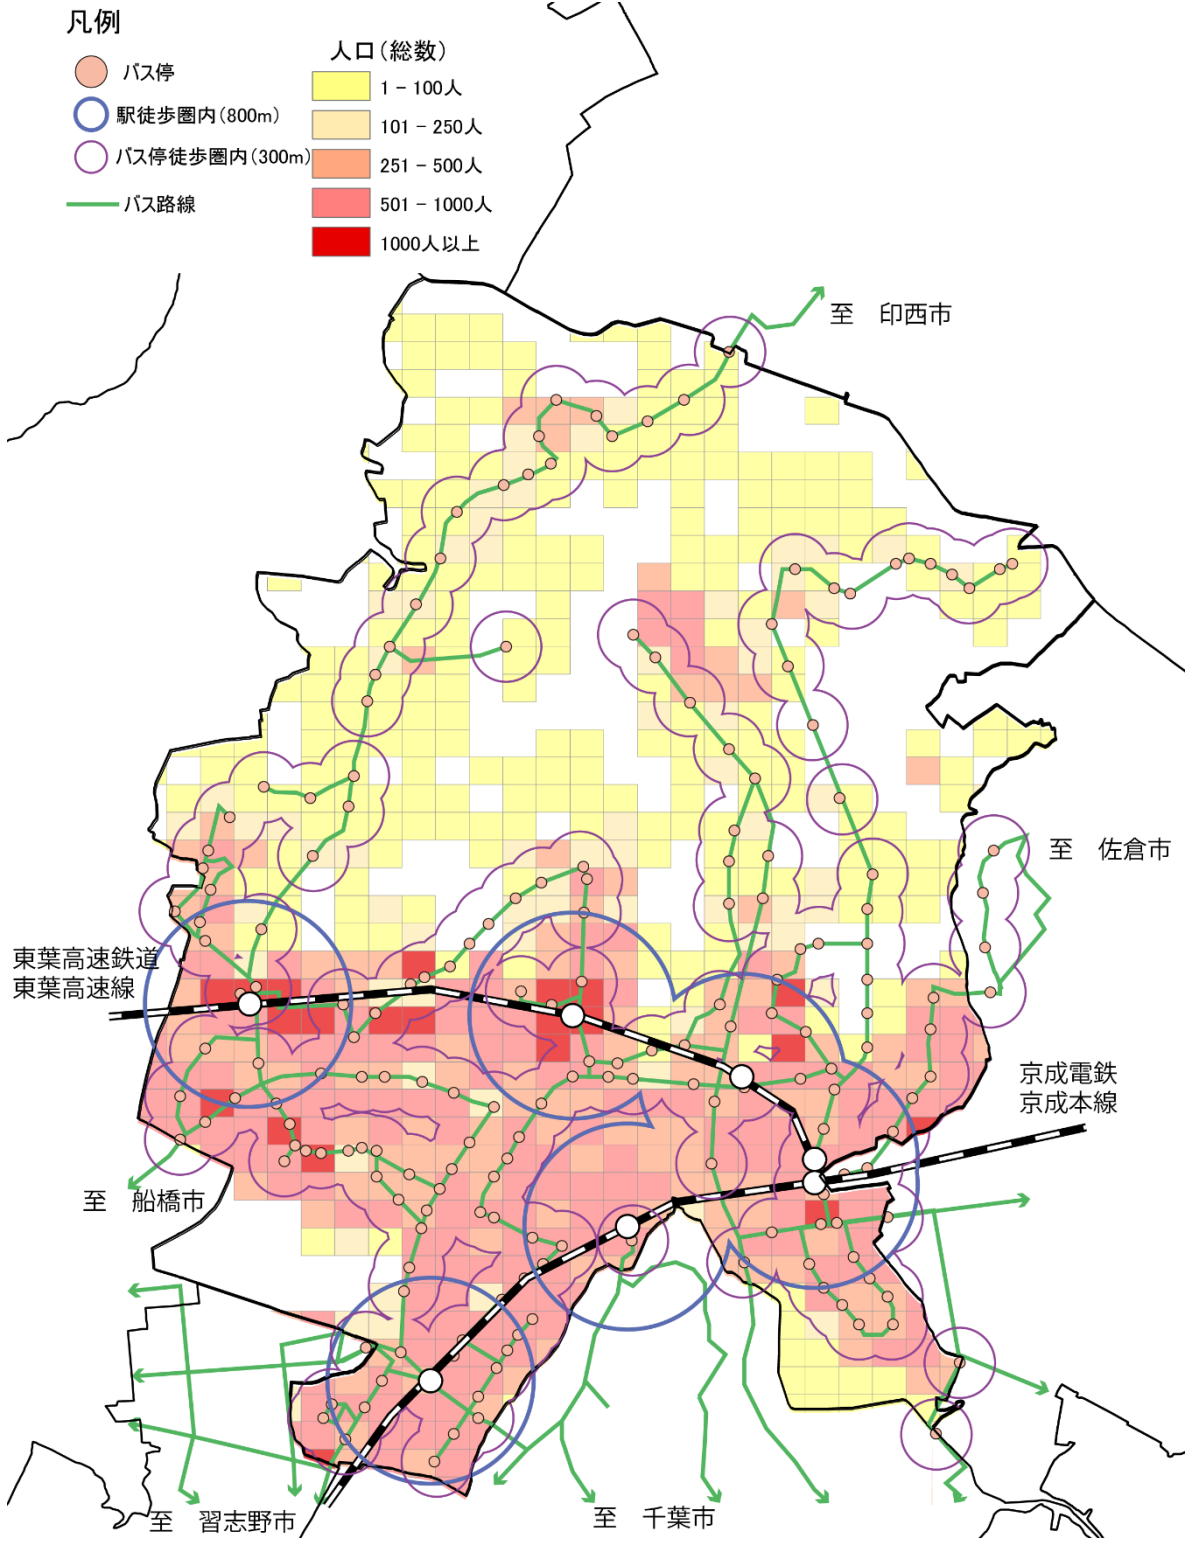 凡例
バス停
駅徒歩圏内(800m)
バス停徒歩圏内(300m)
バス路線
人口(総数)
1 - 100人
101 - 250人
251 - 500人
501 - 1000人
1000人以上
至 印西市
至 佐倉市
東葉高速鉄道
東葉高速線
京成電鉄
京成本線
至 船橋市
至 習志野市
至 千葉市